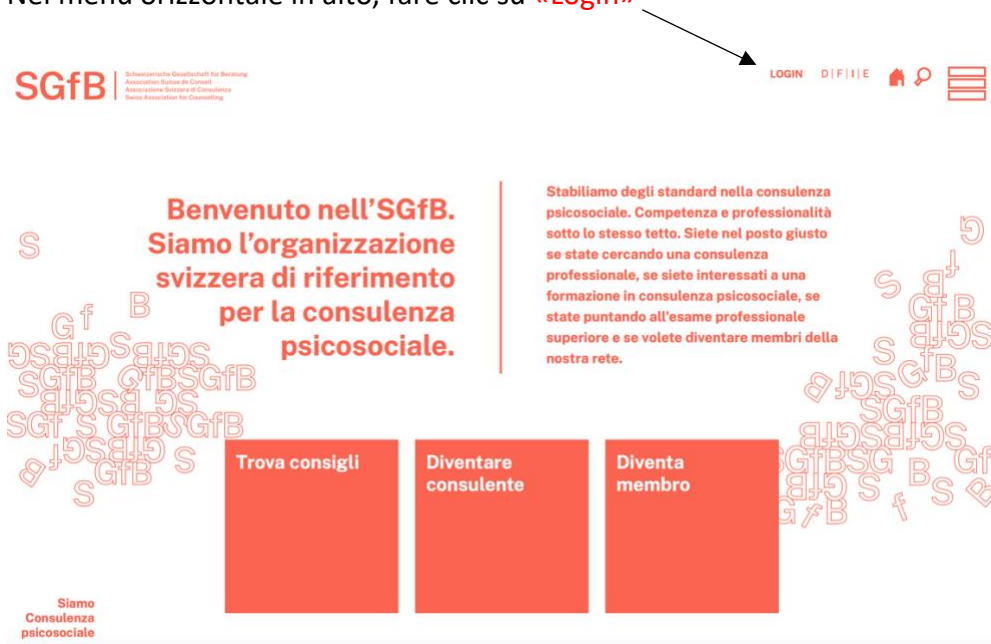 Nel menu orizzontale in alto, fare clic su «Login»
SGfB
Schweizerische Gesellschaft für Beratung
Association Suisse de Conseil
Associazione Svizzera di Consulenza
Swiss Association for Counselling
LOGIN D|F|I|E
Benvenuto nell'SGfB.
Siamo l'organizzazione
svizzera di riferimento
per la consulenza
psicosociale.
Stabiliamo degli standard nella consulenza
psicosociale. Competenza e professionalità
sotto lo stesso tetto. Siete nel posto giusto
se state cercando una consulenza
professionale, se siete interessati a una
formazione in consulenza psicosociale, se
state puntando all'esame professionale
superiore e se volete diventare membri della
nostra rete.
Trova consigli
Diventare
consulente
Diventa
membro
Siamo
Consulenza
psicosociale